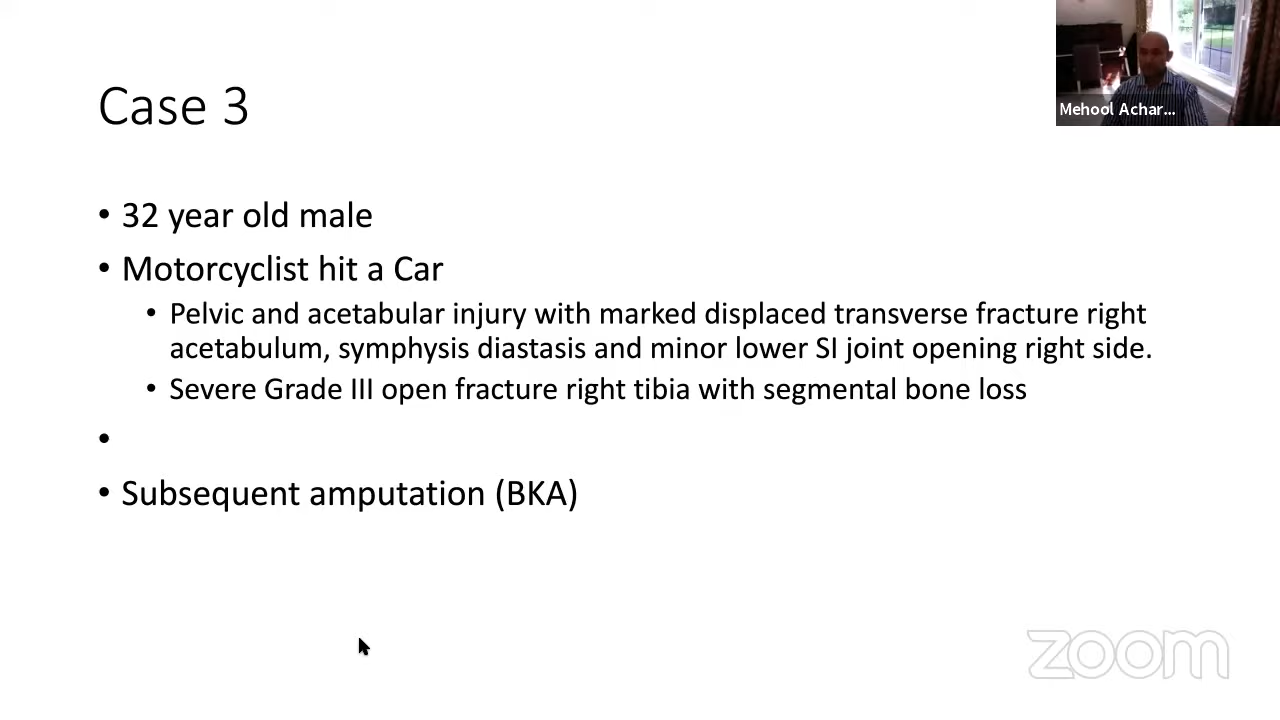 Case 3
Mehool Achar...
• 32 year old male
• Motorcyclist hit a Car
• Pelvic and acetabular injury with marked displaced transverse fracture right
acetabulum, symphysis diastasis and minor lower SI joint opening right side.
• Severe Grade III open fracture right tibia with segmental bone loss
•
• Subsequent amputation (BKA)
zoom